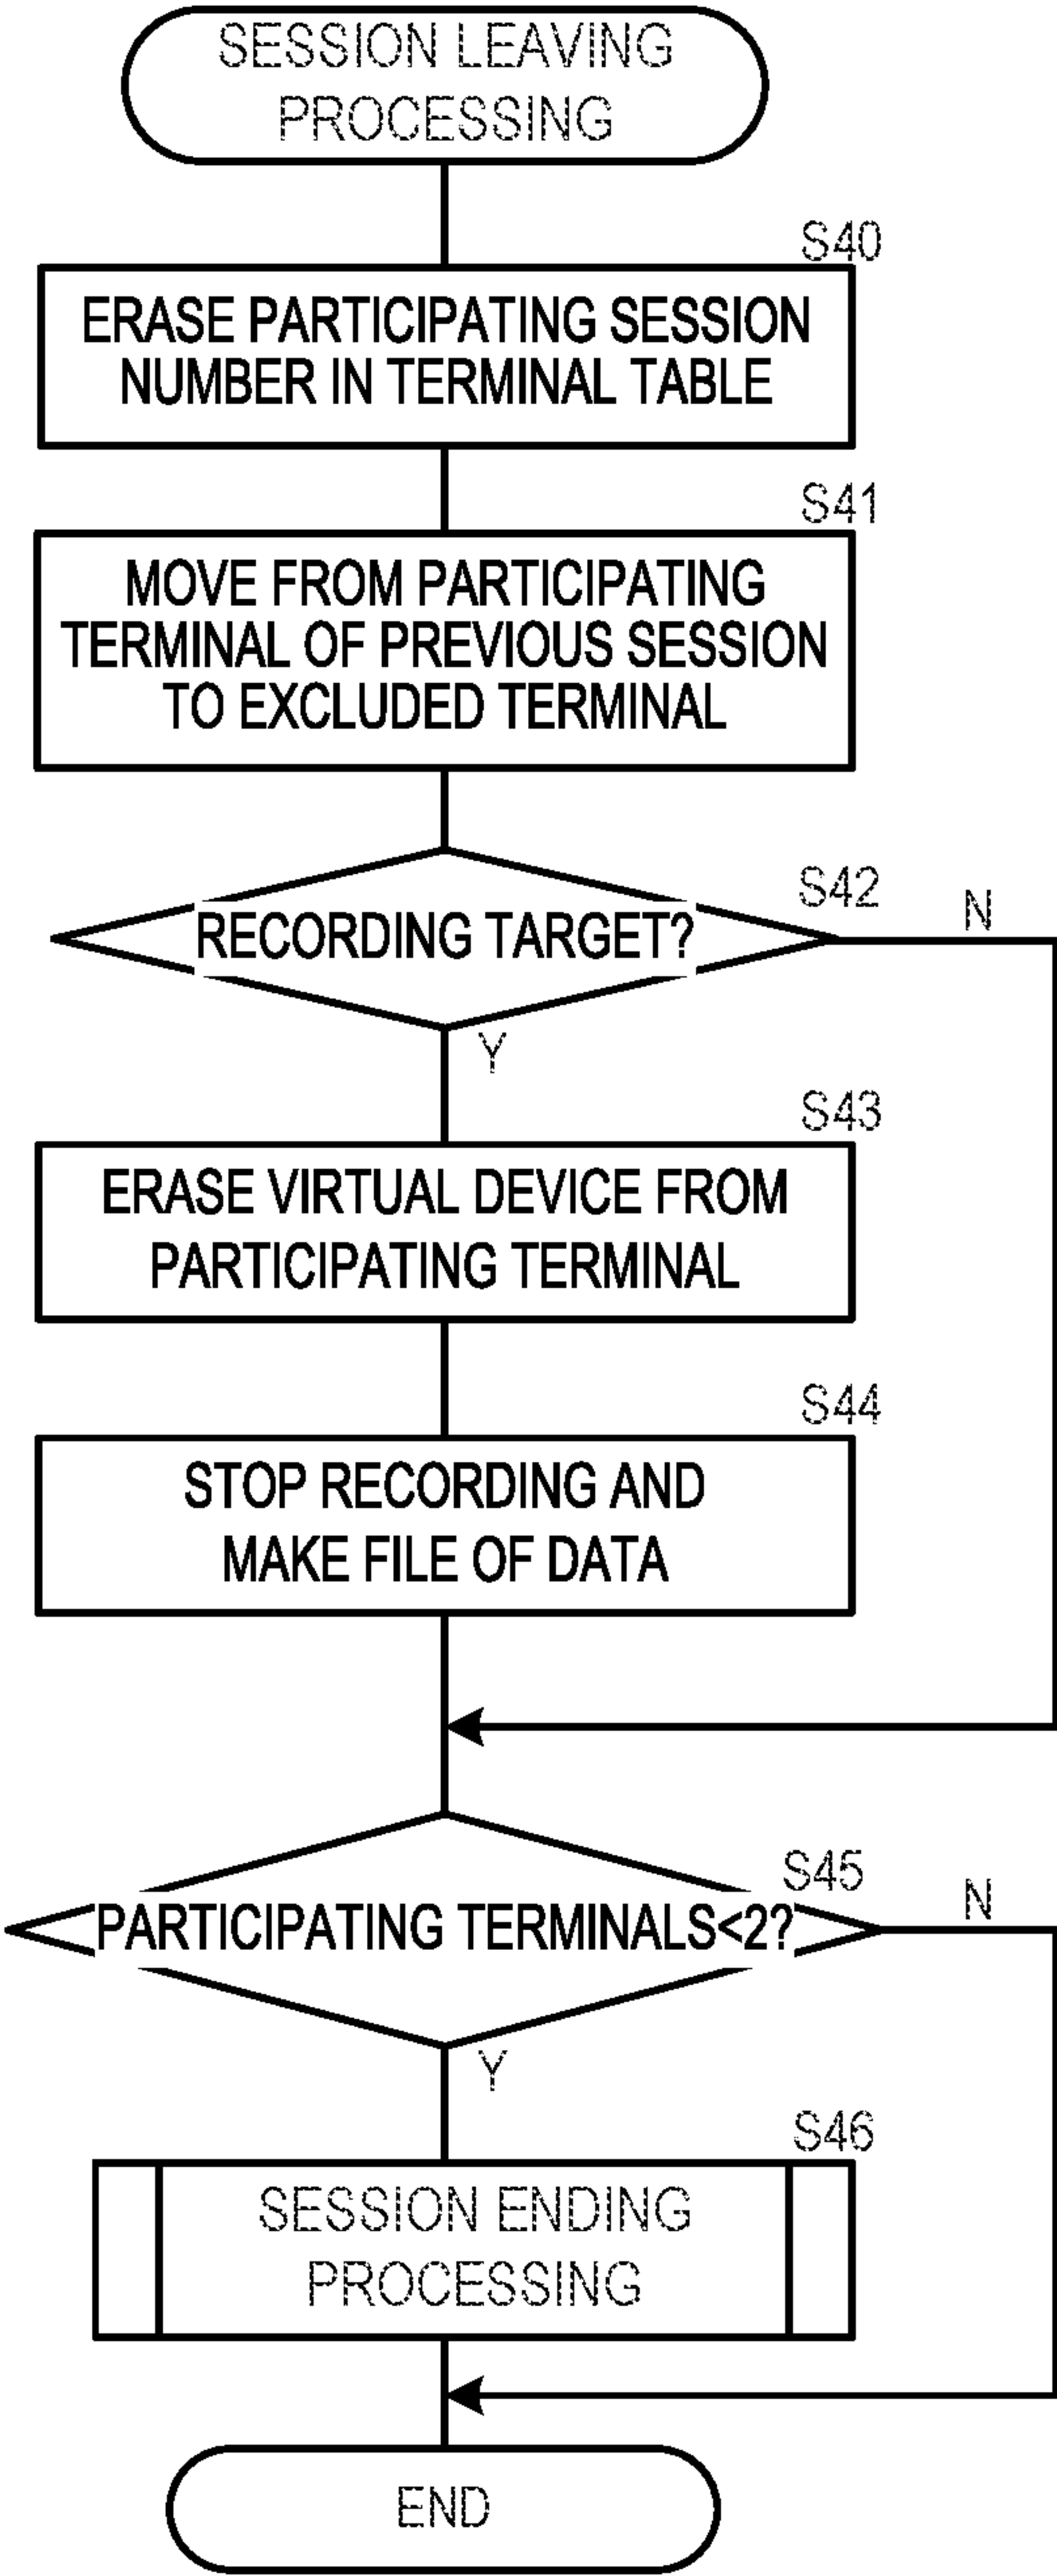 SESSION LEAVING
PROCESSING
S40
ERASE PARTICIPATING SESSION
NUMBER IN TERMINAL TABLE
S41
MOVE FROM PARTICIPATING
TERMINAL OF PREVIOUS SESSION
TO EXCLUDED TERMINAL
S42
N
RECORDING TARGET?
Y
S43
ERASE VIRTUAL DEVICE FROM
PARTICIPATING TERMINAL
S44
STOP RECORDING AND
MAKE FILE OF DATA
S45
N
PARTICIPATING TERMINALS<2?
Y
S46
SESSION ENDING
PROCESSING
END